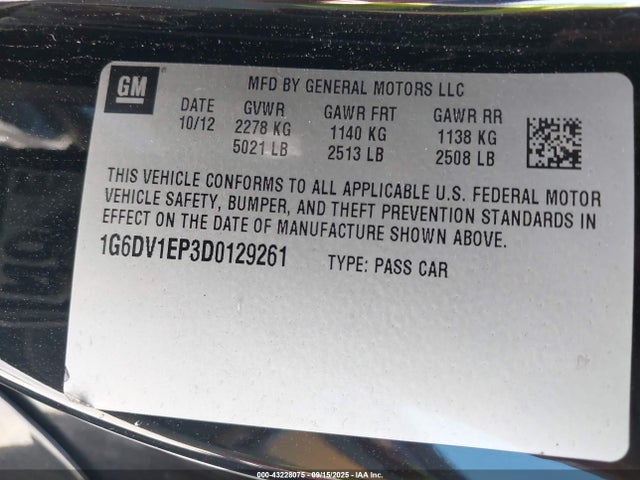 GM
MFD BY GENERAL MOTORS LLC
DATE GVWR GAWR FRT GAWR RR
10/12 2278 KG 1140 KG 1138 KG
5021 LB 2513 LB 2508 LB
THIS VEHICLE CONFORMS TO ALL APPLICABLE U.S. FEDERAL MOTOR
VEHICLE SAFETY, BUMPER, AND THEFT PREVENTION STANDARDS IN
EFFECT ON THE DATE OF MANUFACTURE SHOWN ABOVE.
1G6DV1EP3D0129261 TYPE: PASS CAR
000-43228075 - 09/15/2025 - IAA Inc.